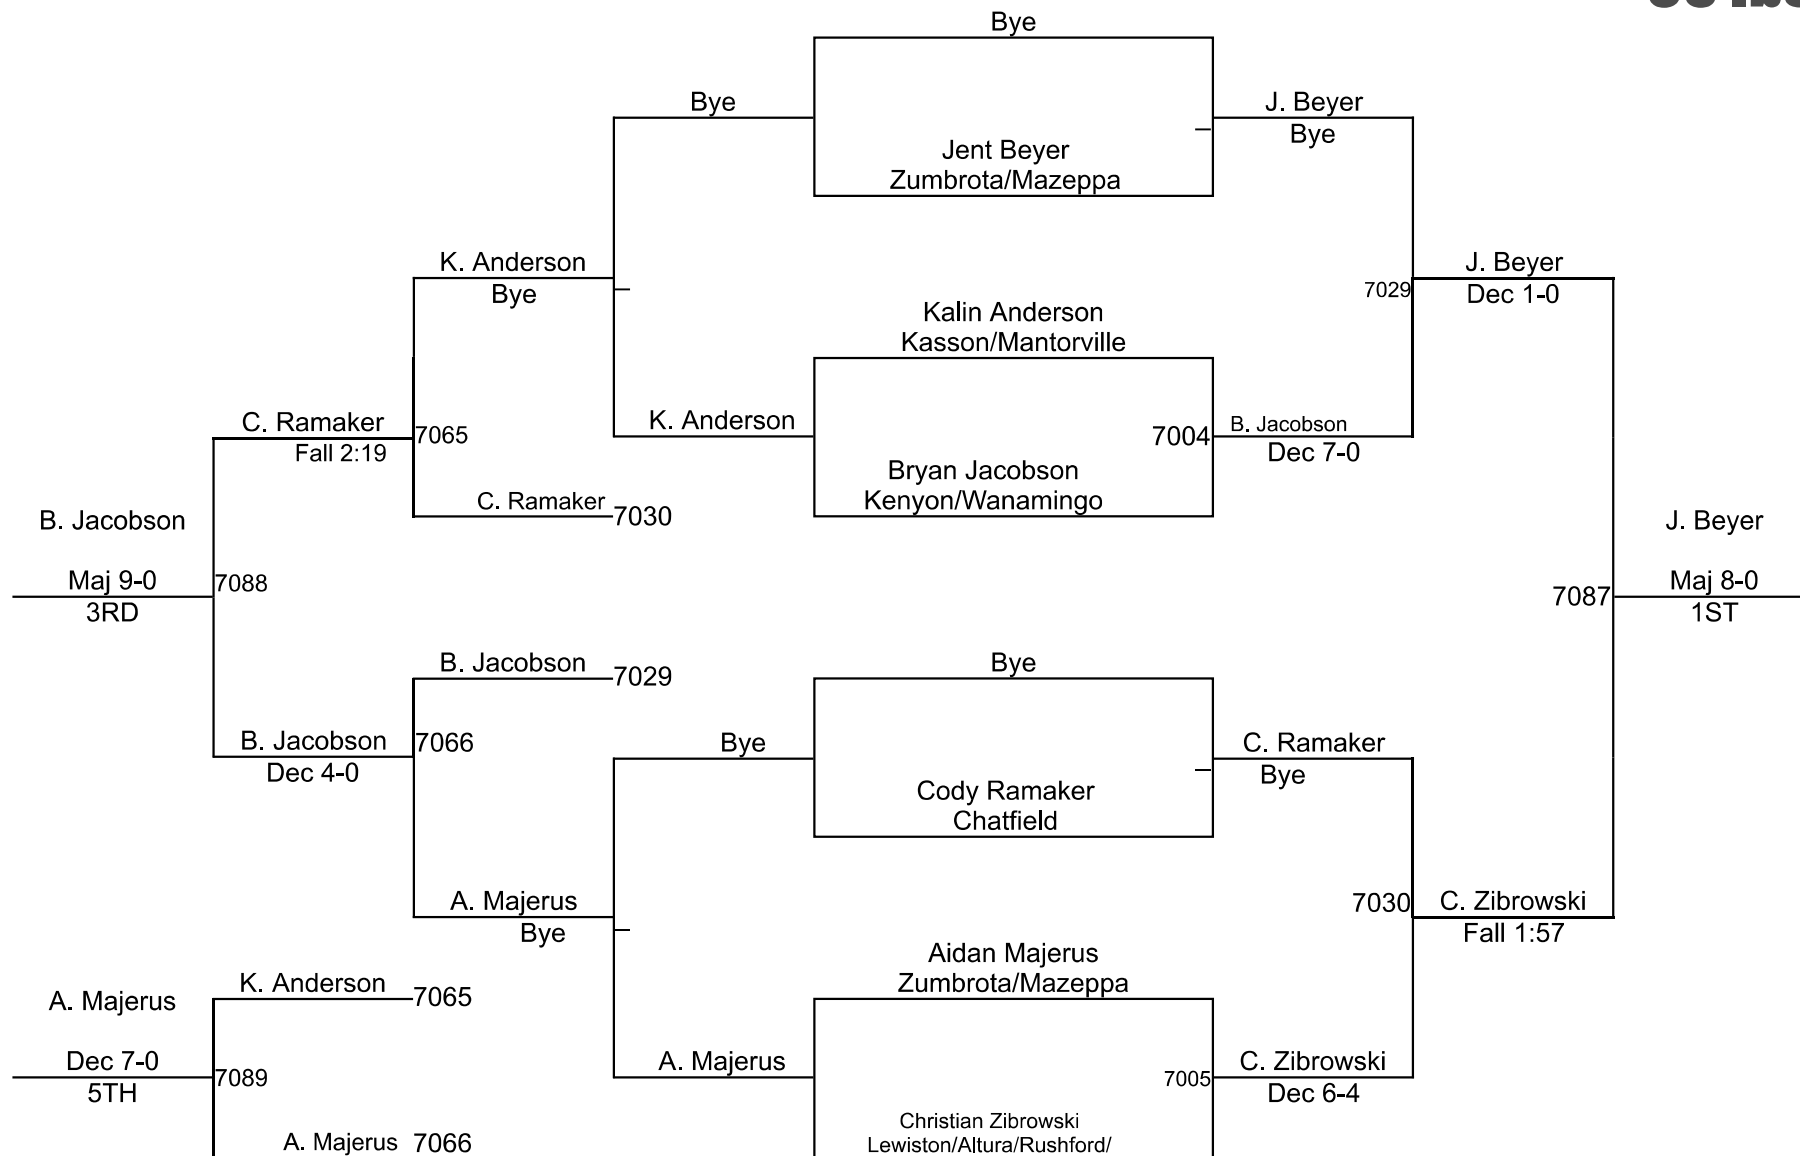 Bye
Bye
J. Beyer
Bye
Jent Beyer
Zumbrota/Mazeppa
K. Anderson
Bye
J. Beyer
7029
Dec 1-0
Kalin Anderson
Kasson/Mantorville
C. Ramaker
7065
Fall 2:19
K. Anderson
7004
B. Jacobson
Dec 7-0
Bryan Jacobson
Kenyon/Wanamingo
C. Ramaker
7030
B. Jacobson
J. Beyer
Maj 9-0
7088
3RD
7087
Maj 8-0
1ST
B. Jacobson
7029
Bye
B. Jacobson
7066
Dec 4-0
Bye
C. Ramaker
Bye
Cody Ramaker
Chatfield
A. Majerus
Bye
7030
C. Zibrowski
Fall 1:57
Aidan Majerus
Zumbrota/Mazeppa
K. Anderson
7065
A. Majerus
Dec 7-0
7089
5TH
A. Majerus
7005
C. Zibrowski
Dec 6-4
Christian Zibrowski
Lewiston/Altura/Rushford/
A. Majerus
7066